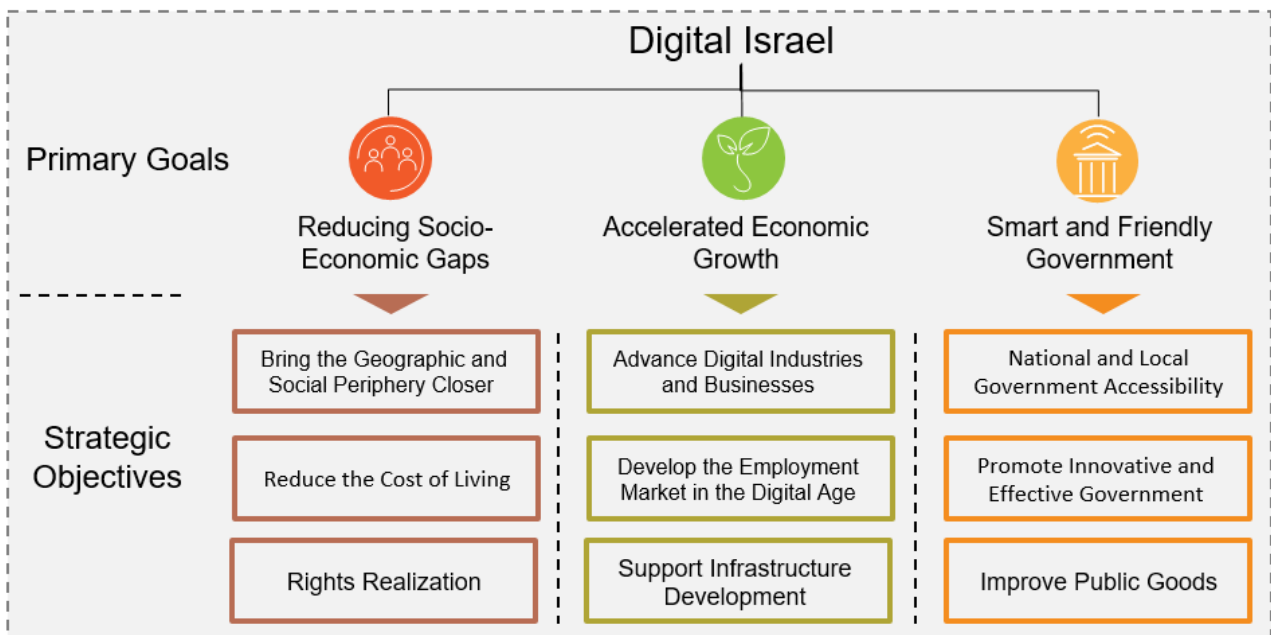 Digital Israel
Primary Goals
Reducing Socio-
Economic Gaps
Accelerated Economic
Growth
Smart and Friendly
Government
Strategic
Objectives
Bring the Geographic and
Social Periphery Closer
Advance Digital Industries
and Businesses
National and Local
Government Accessibility
Reduce the Cost of Living
Develop the Employment
Market in the Digital Age
Promote Innovative and
Effective Government
Rights Realization
Support Infrastructure
Development
Improve Public Goods